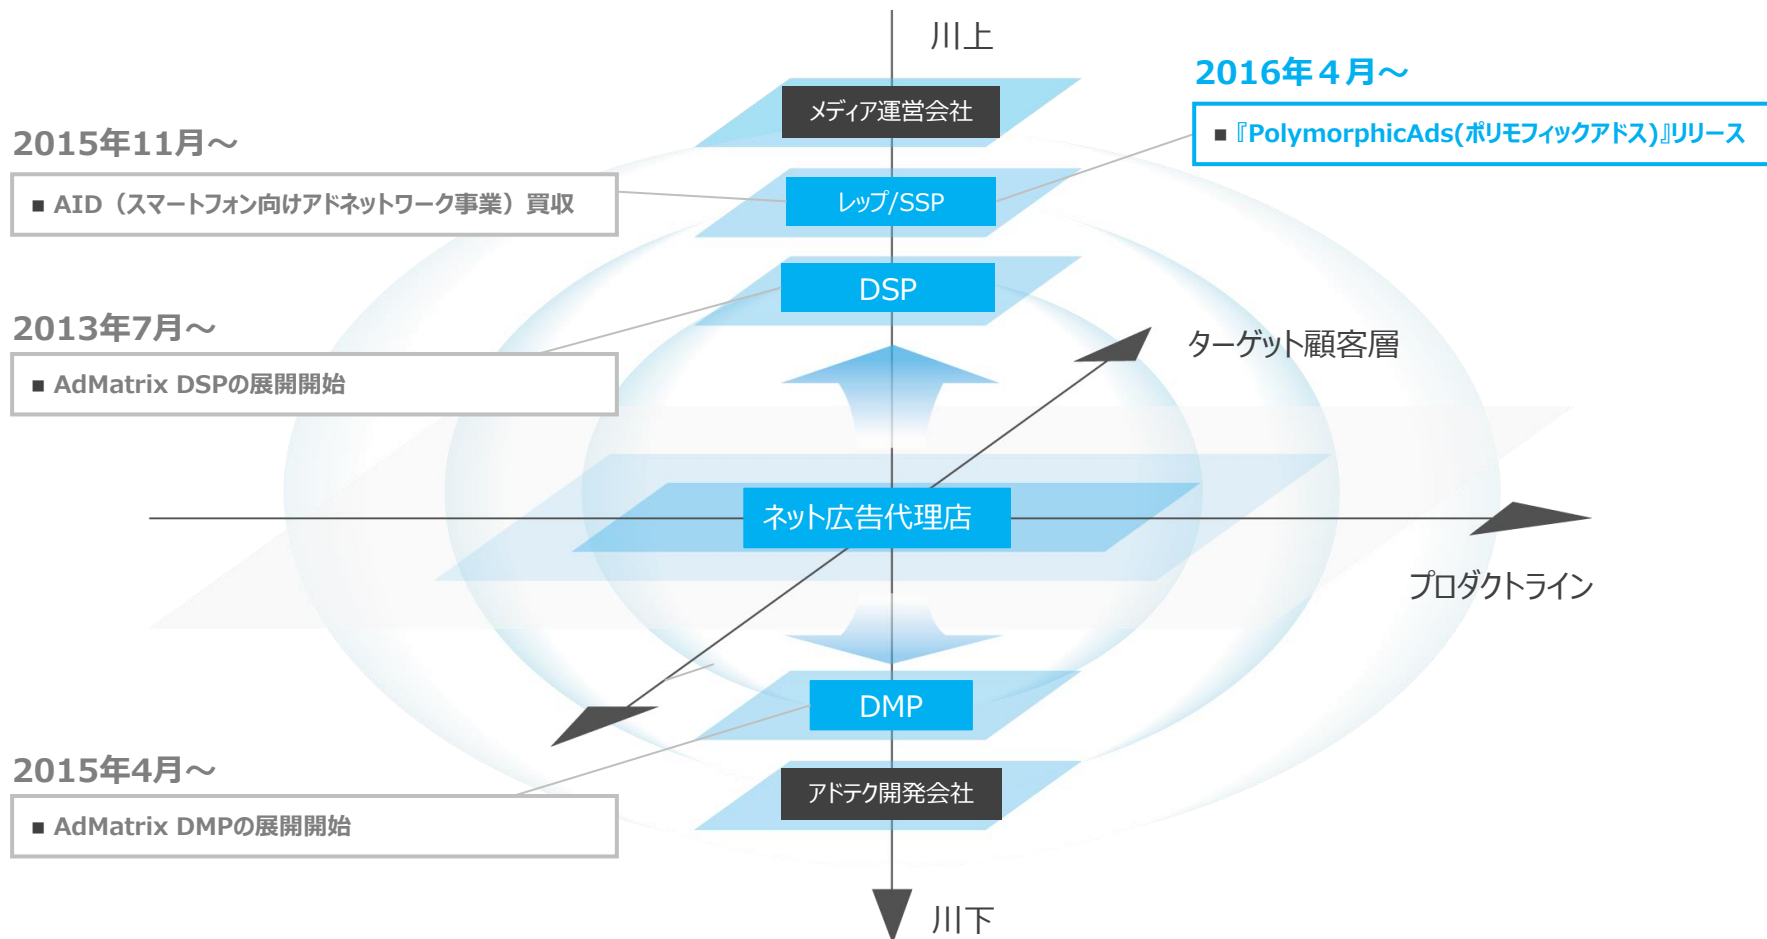 川上
2016年４月～
メディア運営会社
■ 『PolymorphicAds(ポリモフィックアドス)』リリース
2015年11月～
■ AID（スマートフォン向けアドネットワーク事業）買収
レップ/SSP
DSP
2013年7月～
ターゲット顧客層
■ AdMatrix DSPの展開開始
ネット広告代理店
プロダクトライン
DMP
2015年4月～
アドテク開発会社
■ AdMatrix DMPの展開開始
川下